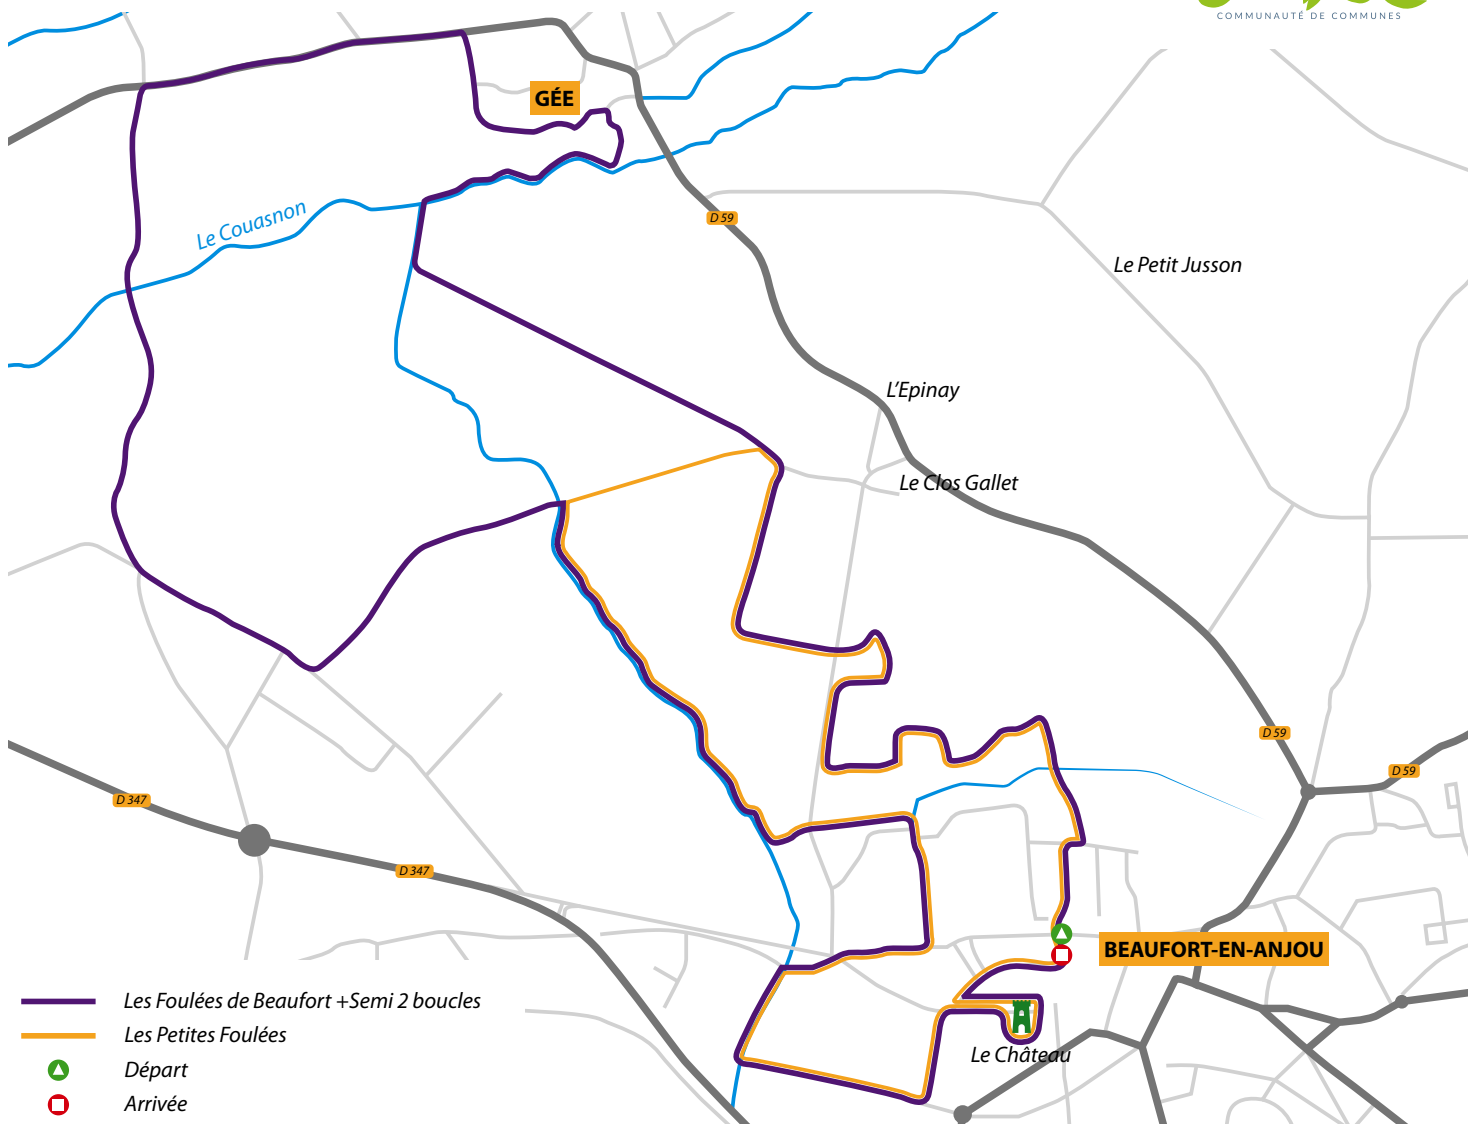 COMMUNAUTÉ DE COMMUNES
GÉE
Le Couasnon
D 59
Le Petit Jusson
L'Epinay
Le Clos Gallet
D 59
D 59
D 347
D 347
BEAUFORT-EN-ANJOU
Le Château
Les Foulées de Beaufort +Semi 2 boucles
Les Petites Foulées
Départ
Arrivée